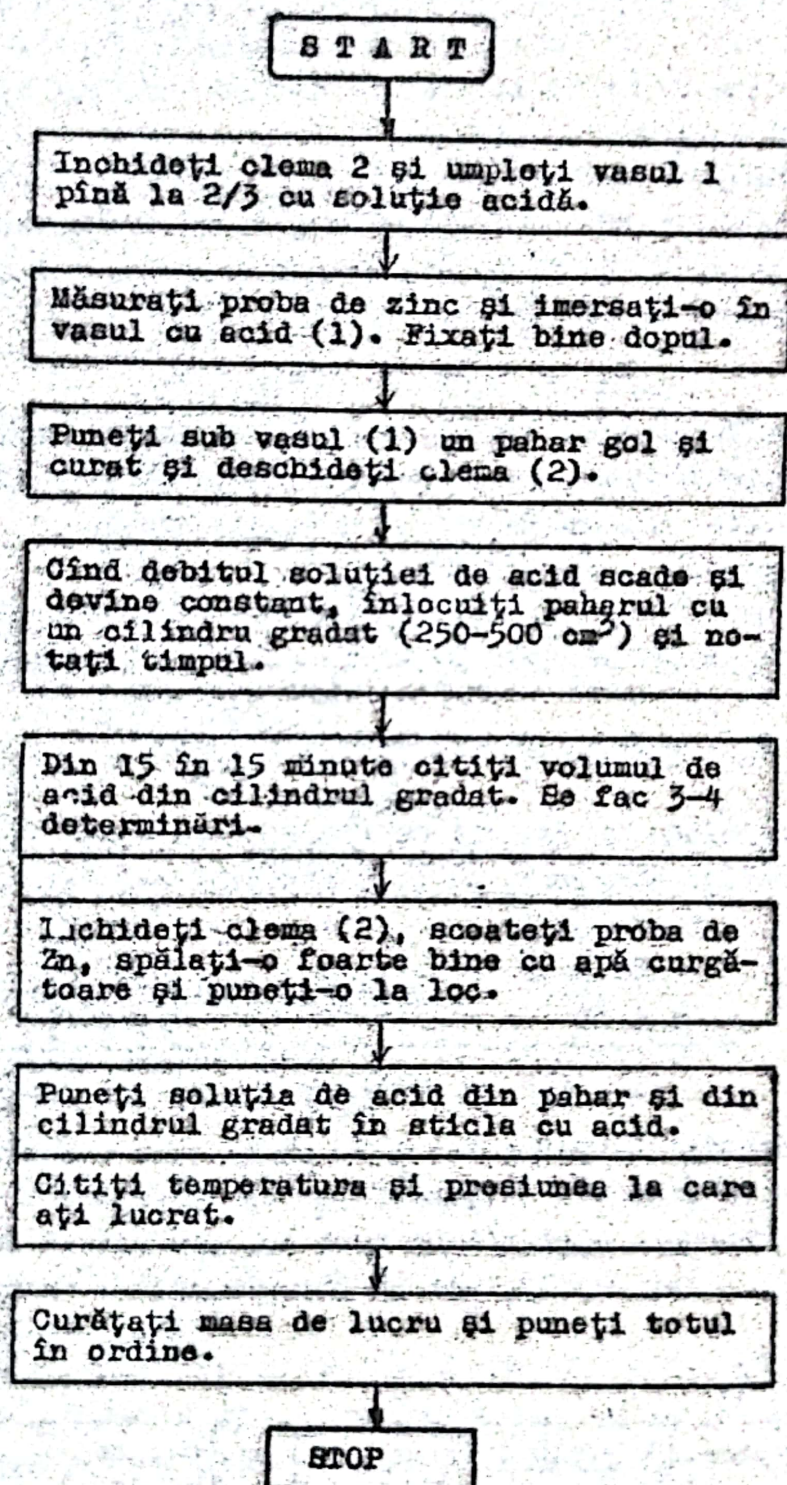 S T A R T
Inchideţi clema 2 şi umpleţi vasul 1
pînă la 2/3 cu soluţie acidă.
Măsuraţi proba de zinc şi imersaţi-o în
vasul cu acid (1). Fixaţi bine dopul.
Puneţi sub vasul (1) un pahar gol şi
curat şi deschideţi clema (2).
Cînd debitul soluţiei de acid scade şi
devine constant, înlocuiţi paharul cu
un cilindru gradat (250-500 cm³) şi no-
taţi timpul.
Din 15 în 15 minute citiţi volumul de
acid din cilindrul gradat. Se fac 3-4
determinări.
Inchideţi clema (2), scoateţi proba de
Zn, spălaţi-o foarte bine cu apă curgă-
toare şi puneţi-o la loc.
Puneţi soluţia de acid din pahar şi din
cilindrul gradat în sticla cu acid.
Citiţi temperatura şi presiunea la care
aţi lucrat.
Curăţaţi masa de lucru şi puneţi totul
în ordine.
STOP